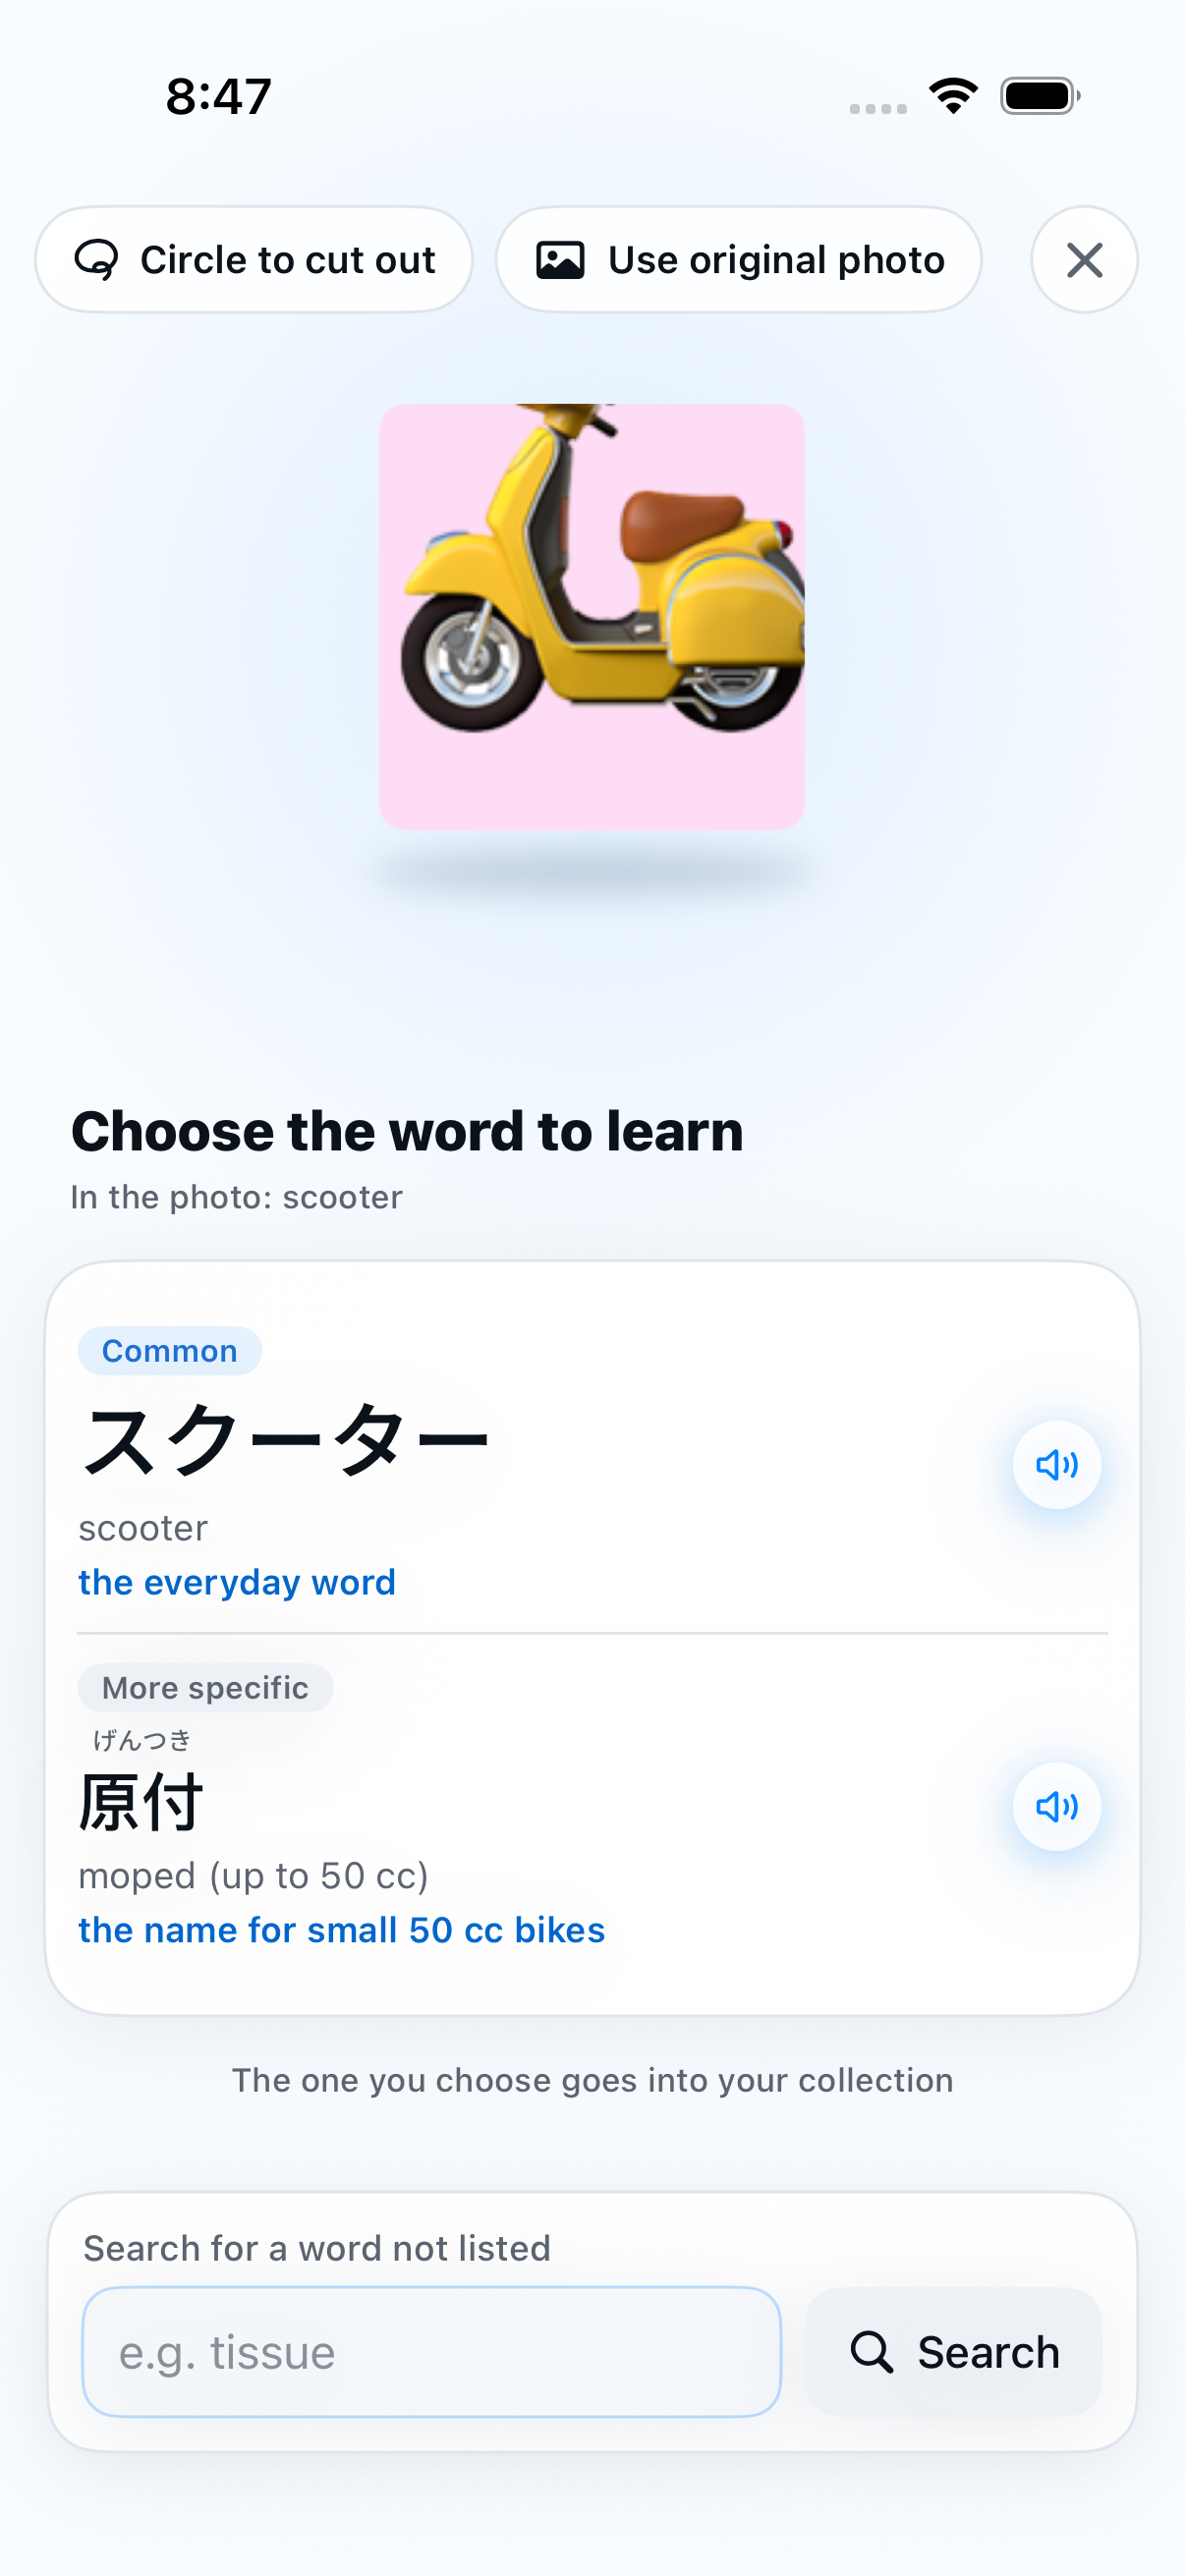 8:47
Circle to cut out
Use original photo
Choose the word to learn
In the photo: scooter
Common
スクーター
scooter
the everyday word
More specific
げんつき
原付
moped (up to 50 cc)
the name for small 50 cc bikes
The one you choose goes into your collection
Search for a word not listed
e.g. tissue
Search